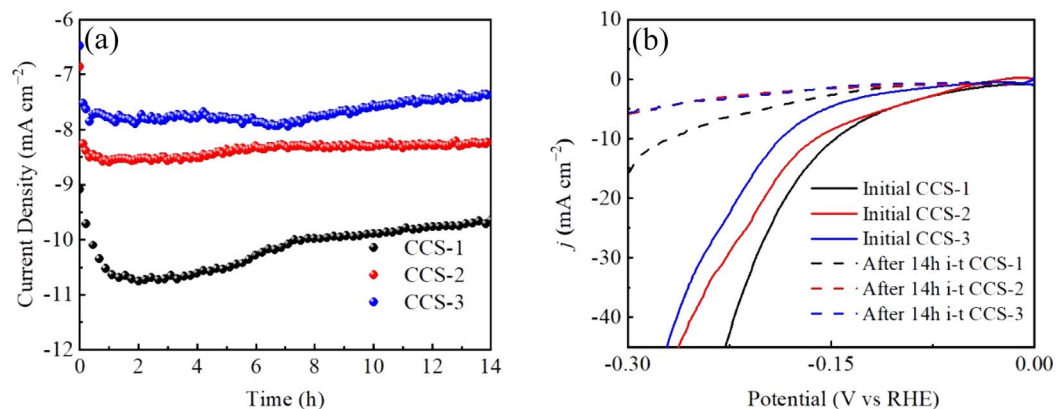 (a)
Current Density (mA cm⁻²)
-6
-7
-8
-9
-10
-11
-12
0
2
4
6
8
10
12
14
Time (h)
CCS-1
CCS-2
CCS-3
(b)
j (mA cm⁻²)
10
0
-10
-20
-30
-40
-0.30
-0.15
0.00
Potential (V vs RHE)
Initial CCS-1
Initial CCS-2
Initial CCS-3
After 14h i-t CCS-1
After 14h i-t CCS-2
After 14h i-t CCS-3